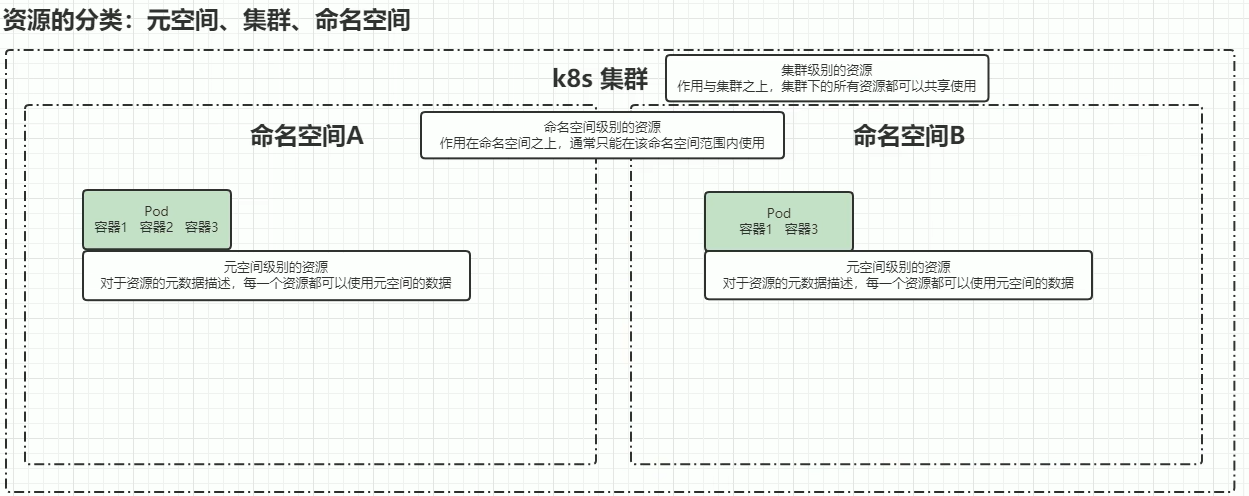 资源的分类：元空间、集群、命名空间
k8s 集群
集群级别的资源
作用与集群之上，集群下的所有资源都可以共享使用
命名空间A
命名空间级别的资源
作用在命名空间之上，通常只能在该命名空间范围内使用
命名空间B
Pod
容器1 容器2 容器3
元空间级别的资源
对于资源的元数据描述，每一个资源都可以使用元空间的数据
Pod
容器1 容器3
元空间级别的资源
对于资源的元数据描述，每一个资源都可以使用元空间的数据